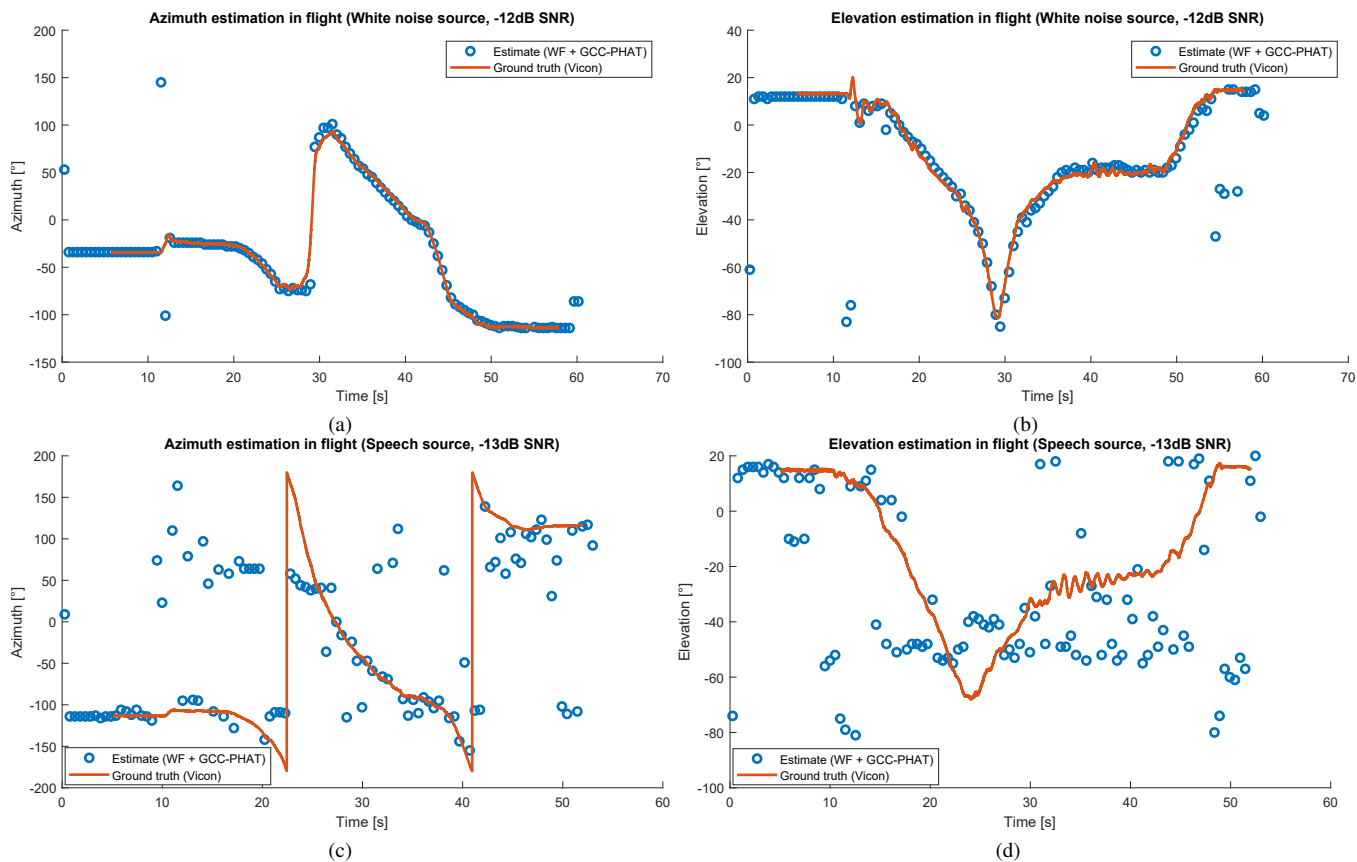 Azimuth estimation in flight (White noise source, -12dB SNR)
200
150
100
50
0
-50
-100
-150
Azimuth [°]
Estimate (WF + GCC-PHAT)
Ground truth (Vicon)
0 10 20 30 40 50 60 70
Time [s]
(a)
Elevation estimation in flight (White noise source, -12dB SNR)
40
20
0
-20
-40
-60
-80
-100
Elevation [°]
Estimate (WF + GCC-PHAT)
Ground truth (Vicon)
0 10 20 30 40 50 60 70
Time [s]
(b)
Azimuth estimation in flight (Speech source, -13dB SNR)
200
150
100
50
0
-50
-100
-150
-200
Azimuth [°]
Estimate (WF + GCC-PHAT)
Ground truth (Vicon)
0 10 20 30 40 50 60
Time [s]
(c)
Elevation estimation in flight (Speech source, -13dB SNR)
20
0
-20
-40
-60
-80
-100
Elevation [°]
Estimate (WF + GCC-PHAT)
Ground truth (Vicon)
0 10 20 30 40 50 60
Time [s]
(d)